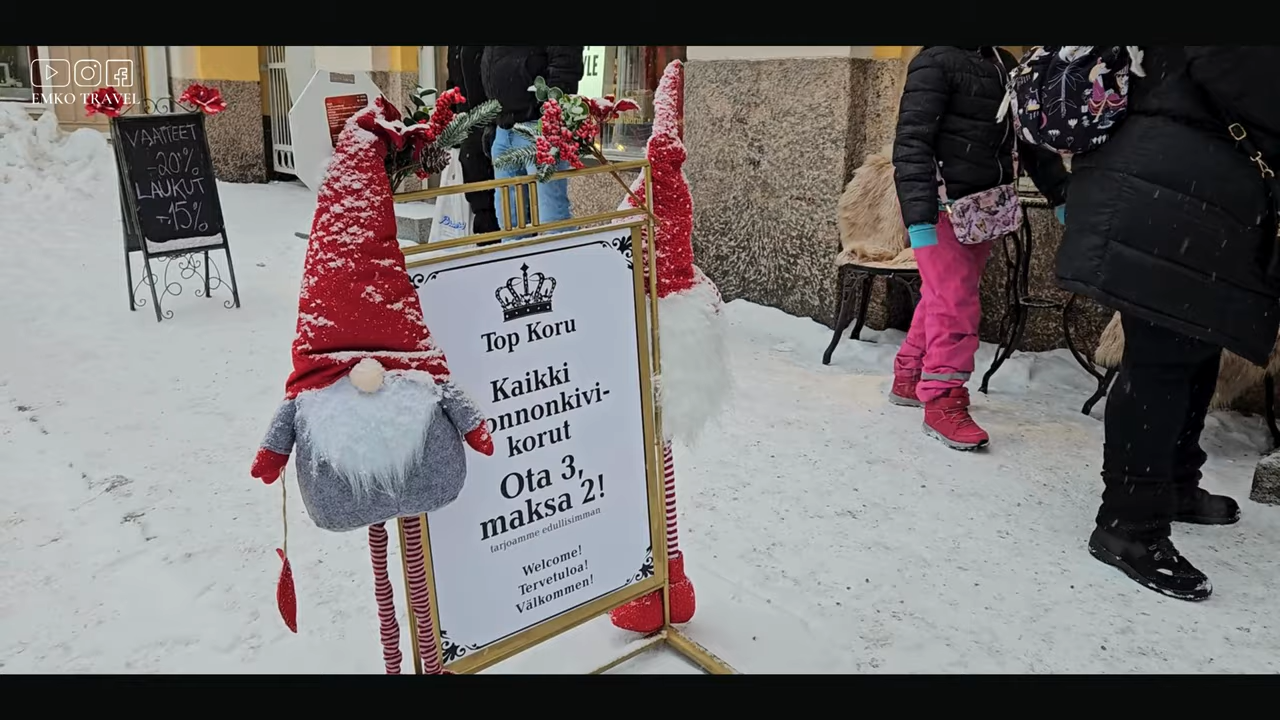 EMKO TRAVEL
VAATTEET
-20%
LAUKUT
-15%
YLE
Top Koru
Kaikki
onnonkivi-
korut
Ota 3,
maksa 2!
tarjoamme edullisimman
Welcome!
Tervetuloa!
Välkommen!